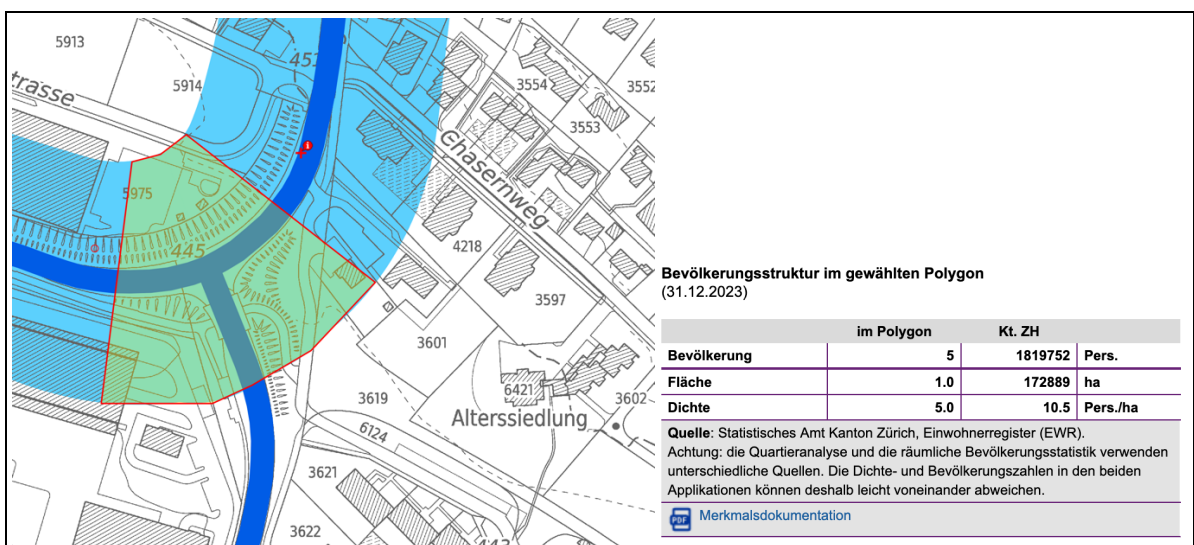 5913
451
5914
trasse
3554
3552
3553
Chasernweg
5975
445
4218
3597
3601
6421
3619
3602
Alterssiedlung
6124
3621
3622
443
Bevölkerungsstruktur im gewählten Polygon
(31.12.2023)
im Polygon Kt. ZH
Bevölkerung 5 1819752 Pers.
Fläche 1.0 172889 ha
Dichte 5.0 10.5 Pers./ha
Quelle: Statistisches Amt Kanton Zürich, Einwohnerregister (EWR).
Achtung: die Quartieranalyse und die räumliche Bevölkerungsstatistik verwenden
unterschiedliche Quellen. Die Dichte- und Bevölkerungszahlen in den beiden
Applikationen können deshalb leicht voneinander abweichen.
PDF Merkmalsdokumentation